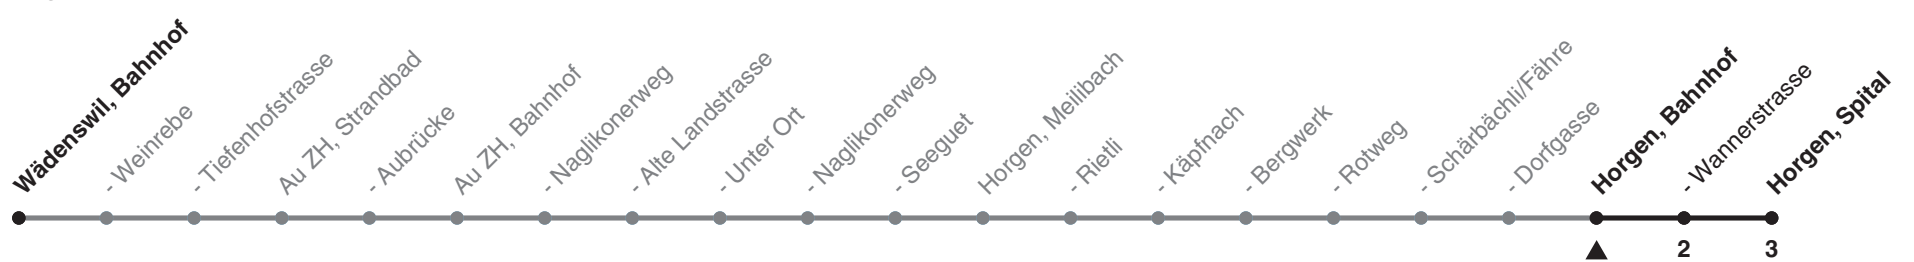 Wädenswil, Bahnhof
- Weinrebe
- Tiefenhofstrasse
Au ZH, Strandbad
- Aubrücke
Au ZH, Bahnhof
- Naglikonerweg
- Alte Landstrasse
- Unter Ort
- Naglikonerweg
- Seeguet
Horgen, Meilibach
- Rietli
- Käpfnach
- Bergwerk
- Rotweg
- Schärbächli/Fähre
- Dorfgasse
Horgen, Bahnhof
- Wannerstrasse
Horgen, Spital
2
3